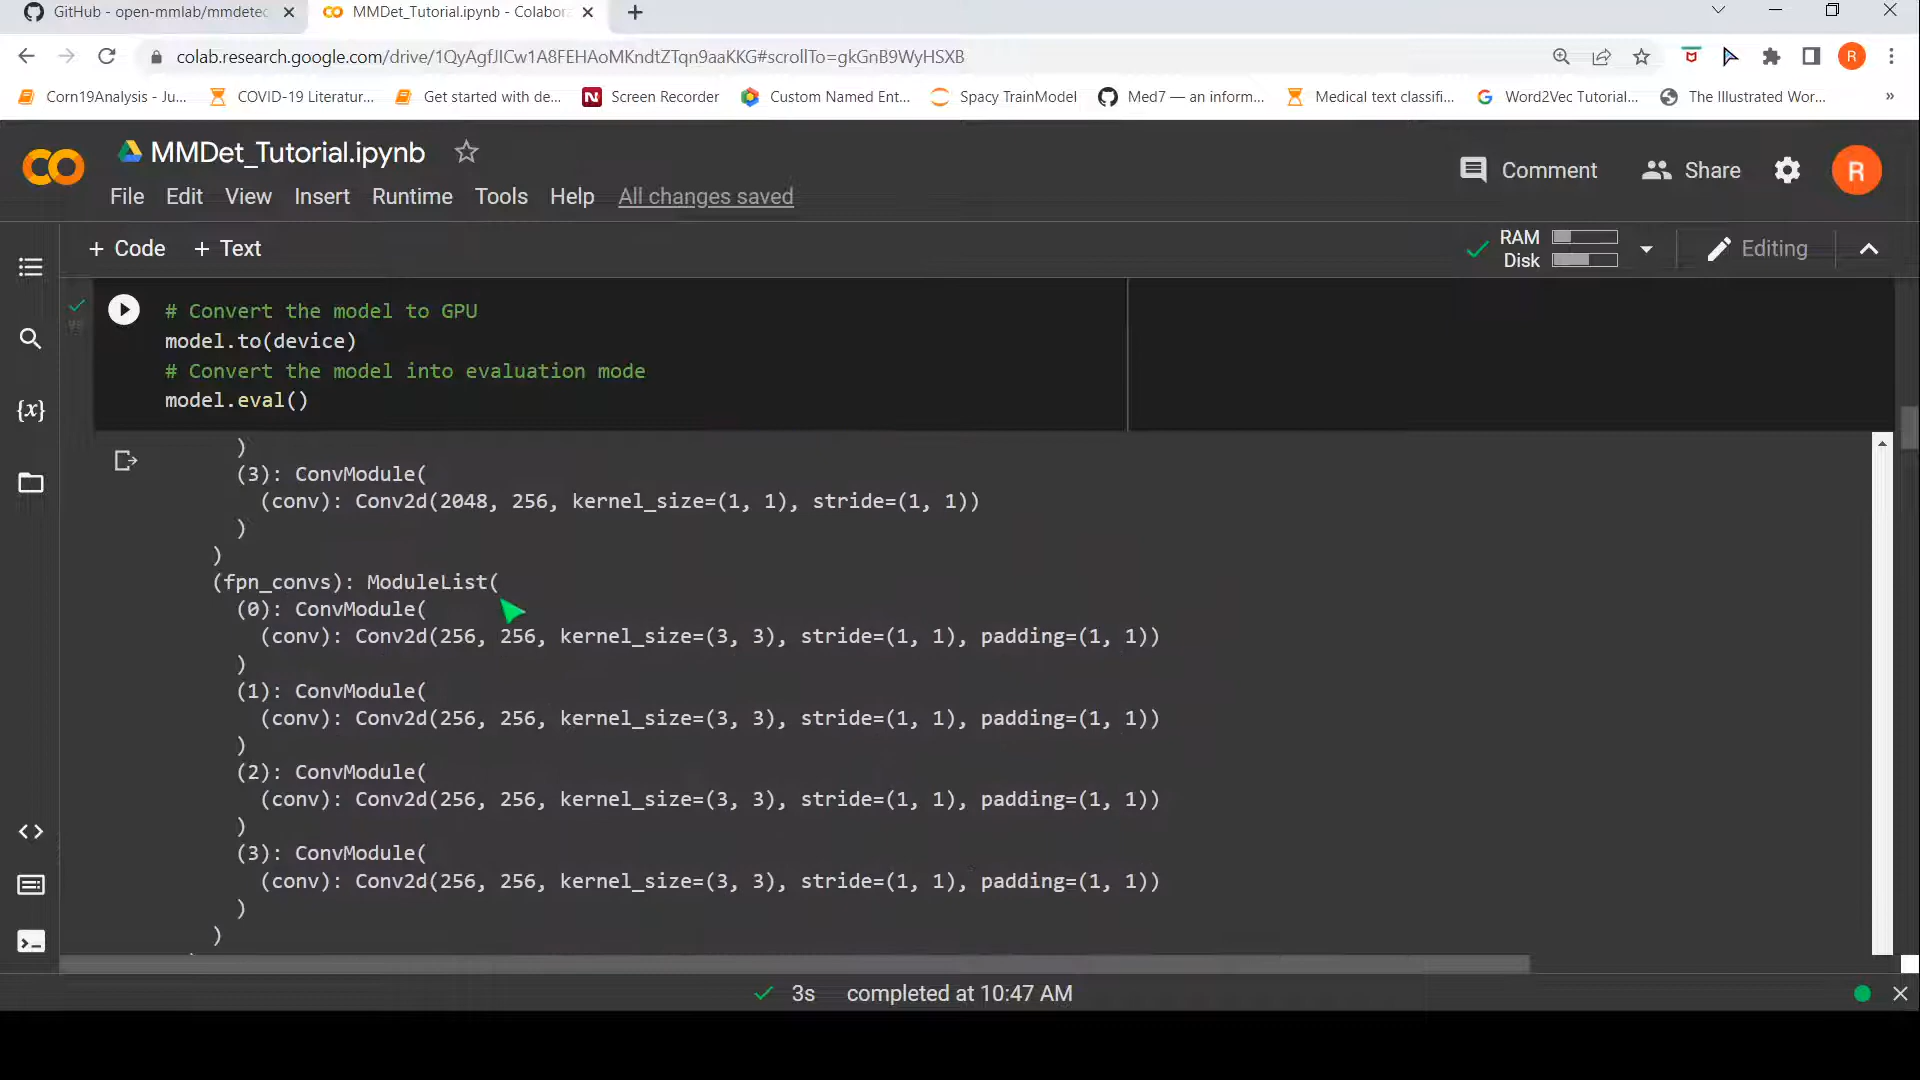 GitHub - open-mmlab/mmdetec
MMDet_Tutorial.ipynb - Colabora
colab.research.google.com/drive/1QyAgfJICw1A8FEHAoMKndtZTqn9aaKKG#scrollTo=gkGnB9WyHSXB
R
Corn19Analysis - Ju...
COVID-19 Literatur...
Get started with de...
N
Screen Recorder
Custom Named Ent...
Spacy TrainModel
Med7 — an inform...
Medical text classifi...
Word2Vec Tutorial...
The Illustrated Wor...
»
MMDet_Tutorial.ipynb
Comment
Share
R
File Edit View Insert Runtime Tools Help All changes saved
+ Code + Text
RAM
Disk
Editing
# Convert the model to GPU
model.to(device)
# Convert the model into evaluation mode
model.eval()
{x}
)
(3): ConvModule(
(conv): Conv2d(2048, 256, kernel_size=(1, 1), stride=(1, 1))
)
)
(fpn_convs): ModuleList(
(0): ConvModule(
(conv): Conv2d(256, 256, kernel_size=(3, 3), stride=(1, 1), padding=(1, 1))
)
(1): ConvModule(
(conv): Conv2d(256, 256, kernel_size=(3, 3), stride=(1, 1), padding=(1, 1))
)
(2): ConvModule(
(conv): Conv2d(256, 256, kernel_size=(3, 3), stride=(1, 1), padding=(1, 1))
)
(3): ConvModule(
(conv): Conv2d(256, 256, kernel_size=(3, 3), stride=(1, 1), padding=(1, 1))
)
)
3s completed at 10:47 AM